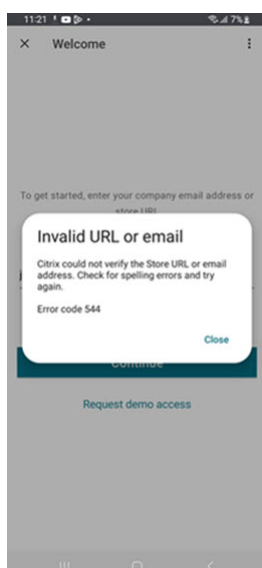 11:21
7%
Welcome
To get started, enter your company email address or
store URL
Invalid URL or email
Citrix could not verify the Store URL or email
address. Check for spelling errors and try
again.
Error code 544
Close
Continue
Request demo access